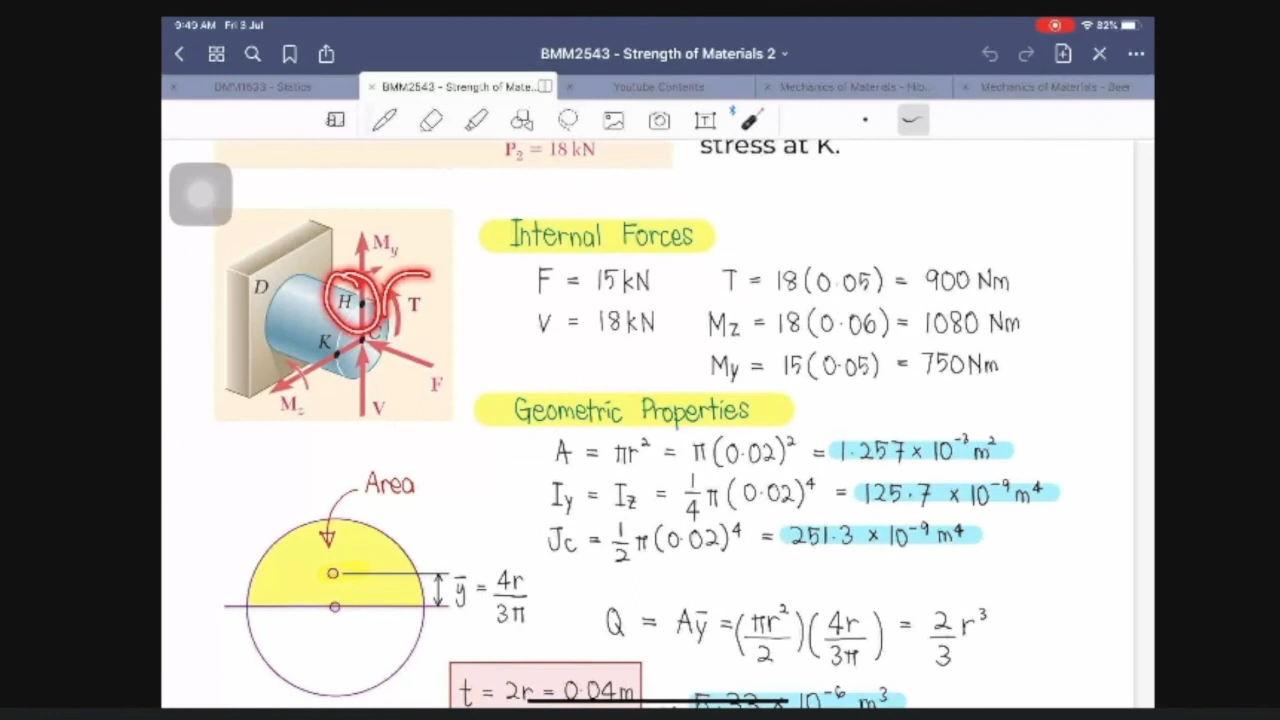 9:49 AM Fri 3 Jul
82%
BMM2543 - Strength of Materials 2
BMM2543 - Strength of Mate...
Youtube Contents
Mechanics of Materials - Hib...
Mechanics of Materials - Beer
P₂ = 18 kN
stress at K.
Internal Forces
F = 15 kN T = 18(0.05) = 900 Nm
V = 18 kN Mz = 18(0.06) = 1080 Nm
My = 15(0.05) = 750 Nm
D
My
H
T
K
C
F
Mz
V
Geometric Properties
A = πr² = π(0.02)² = 1.257 × 10⁻³ m²
Iy = Iz = 1/4 π(0.02)⁴ = 125.7 × 10⁻⁹ m⁴
Jc = 1/2 π(0.02)⁴ = 251.3 × 10⁻⁹ m⁴
Area
ȳ = 4r/3π
Q = Aȳ = (πr²/2)(4r/3π) = 2/3 r³
t = 2r = 0.04m
= 5.33 × 10⁻⁶ m³